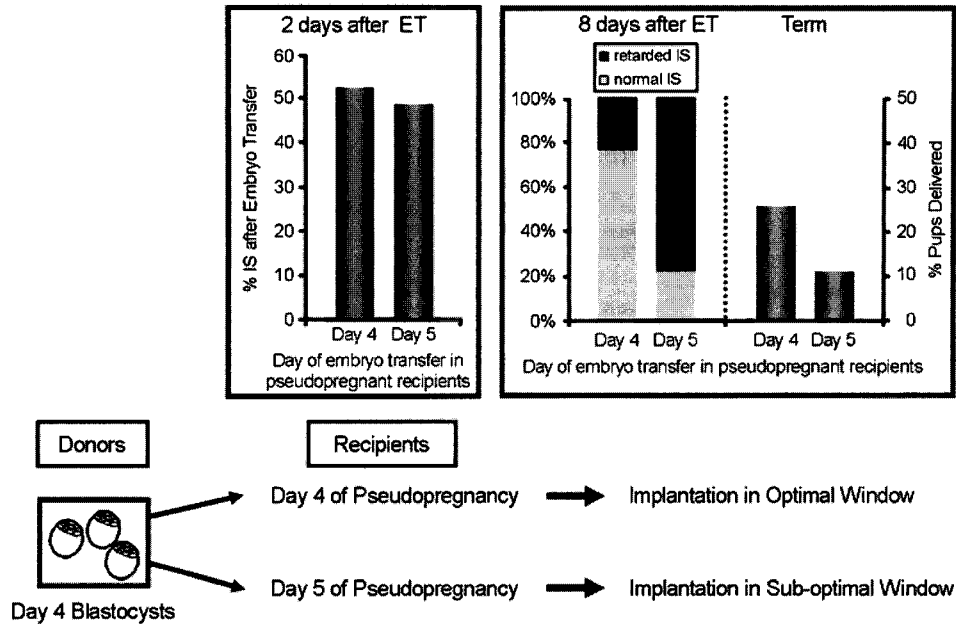 2 days after ET
60
50
40
30
20
10
0
% IS after Embryo Transfer
Day 4 Day 5
Day of embryo transfer in
pseudopregnant recipients
8 days after ET
Term
retarded IS
normal IS
100%
80%
60%
40%
20%
0%
50
40
30
20
10
0
% Pups Delivered
Day 4 Day 5
Day 4 Day 5
Day of embryo transfer in pseudopregnant recipients
Donors
Recipients
Day 4 of Pseudopregnancy
Implantation in Optimal Window
Day 5 of Pseudopregnancy
Implantation in Sub-optimal Window
Day 4 Blastocysts